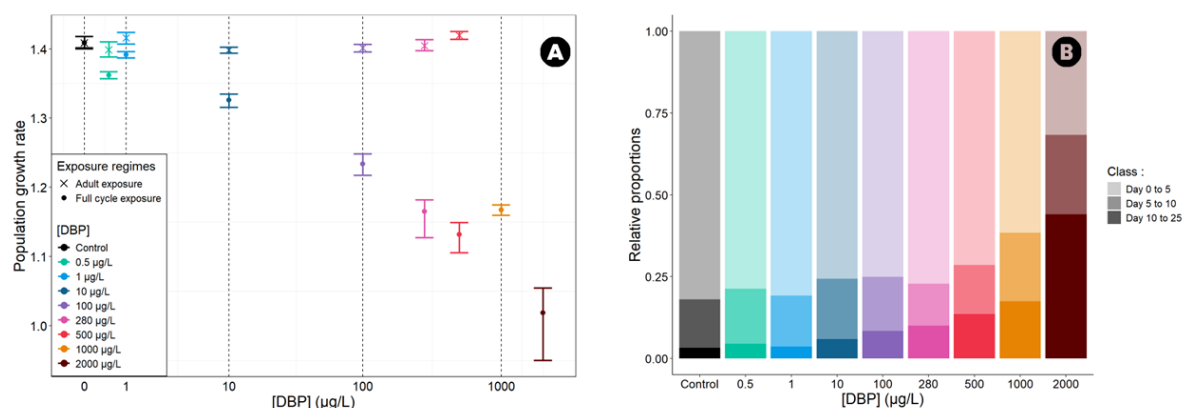 A
1.4
1.3
1.2
1.1
1.0
Population growth rate
Exposure regimes
Adult exposure
Full cycle exposure
[DBP]
Control
0.5 µg/L
1 µg/L
10 µg/L
100 µg/L
280 µg/L
500 µg/L
1000 µg/L
2000 µg/L
0 1 10 100 1000
[DBP] (µg/L)
B
1.00
0.75
0.50
0.25
0.00
Relative proportions
Control 0.5 1 10 100 280 500 1000 2000
[DBP] (µg/L)
Class :
Day 0 to 5
Day 5 to 10
Day 10 to 25